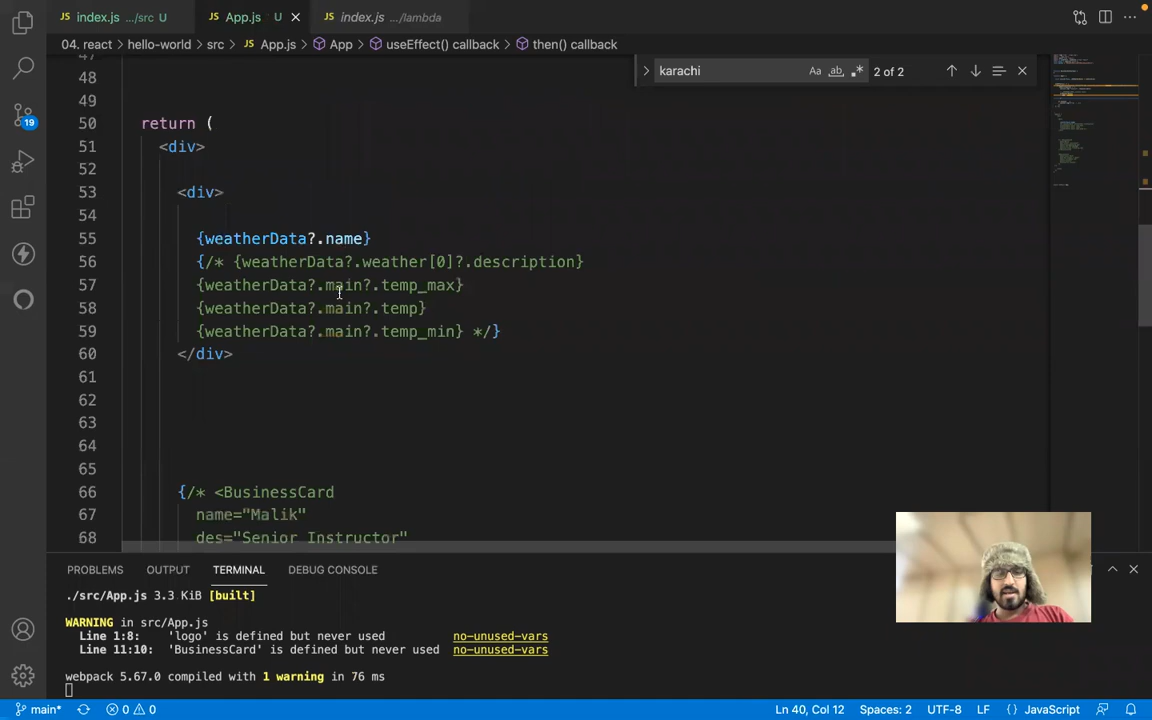 index.js .../src U
App.js U
index.js .../lambda
04. react > hello-world > src > App.js > App > useEffect() callback > then() callback
karachi
Aa ab .* 2 of 2
47
48
49
50 return (
51 <div>
52
53 <div>
54
55 {weatherData?.name}
56 {/* {weatherData?.weather[0]?.description}
57 {weatherData?.main?.temp_max}
58 {weatherData?.main?.temp}
59 {weatherData?.main?.temp_min} */}
60 </div>
61
62
63
64
65
66 {/* <BusinessCard
67 name="Malik"
68 des="Senior Instructor"
19
PROBLEMS OUTPUT TERMINAL DEBUG CONSOLE
./src/App.js 3.3 KiB [built]
WARNING in src/App.js
Line 1:8: 'logo' is defined but never used no-unused-vars
Line 11:10: 'BusinessCard' is defined but never used no-unused-vars
webpack 5.67.0 compiled with 1 warning in 76 ms
main* 0 0 Ln 40, Col 12 Spaces: 2 UTF-8 LF {} JavaScript